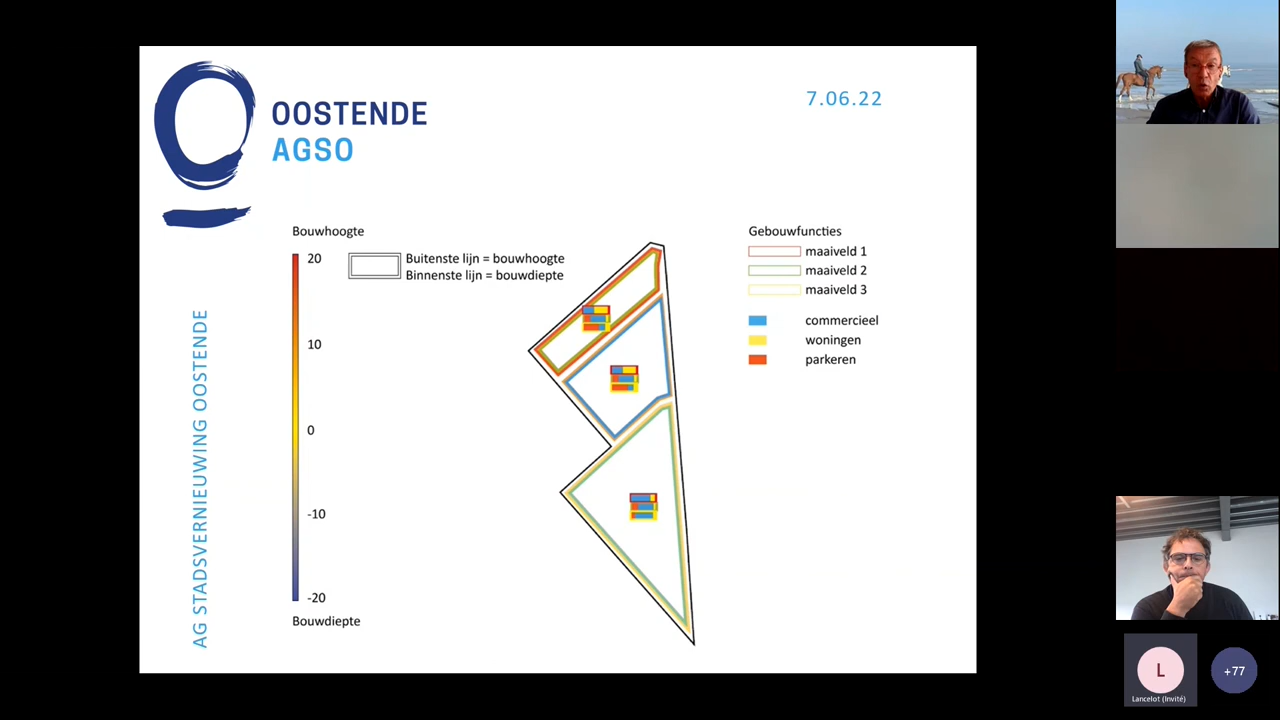 OOSTENDE
AGSO
7.06.22
AG STADSVERNIEUWING OOSTENDE
Bouwhoogte
20
10
0
-10
-20
Bouwdiepte
Buitenste lijn = bouwhoogte
Binnenste lijn = bouwdiepte
Gebouwfuncties
maaiveld 1
maaiveld 2
maaiveld 3
commercieel
woningen
parkeren
L
Lancelot (Invité)
+77